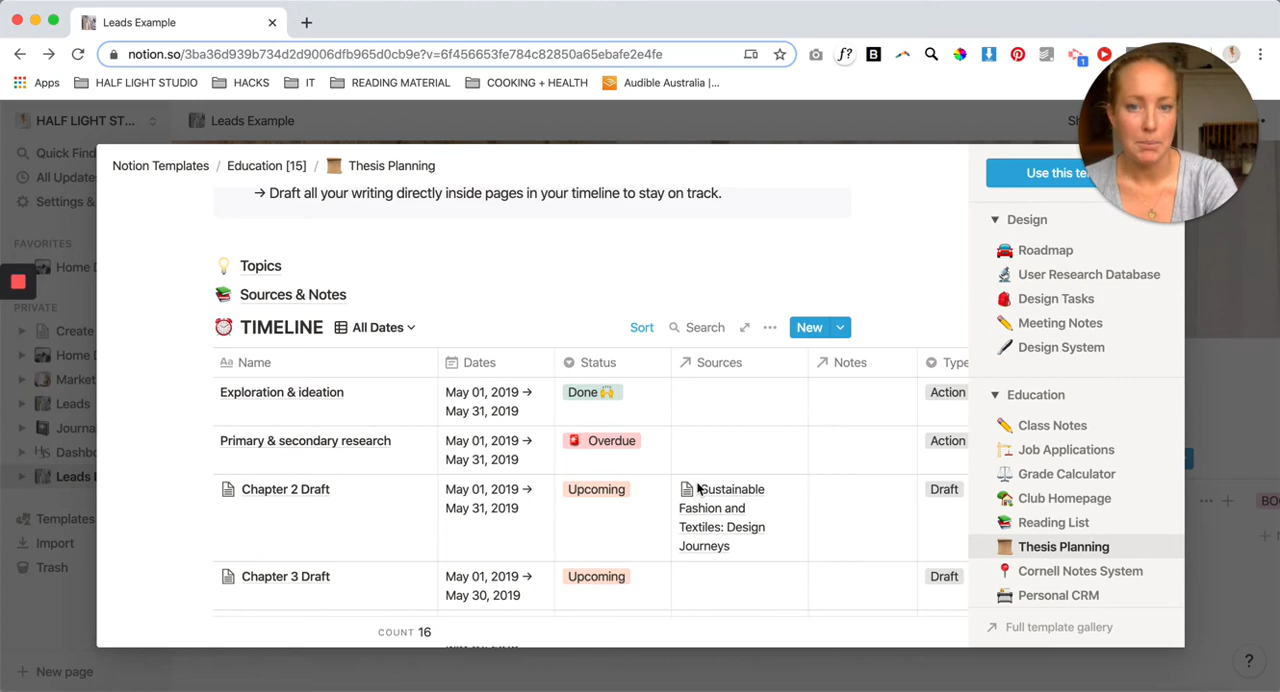 Leads Example
notion.so/3ba36d939b734d2d9006dfb965d0cb9e?v=6f456653fe784c82850a65ebafe2e4fe
f?
B
1
Apps
HALF LIGHT STUDIO
HACKS
IT
READING MATERIAL
COOKING + HEALTH
Audible Australia |...
HALF LIGHT ST...
Leads Example
Quick Find
All Updates
Settings &
FAVORITES
Home D
PRIVATE
Create
Home D
Market
Leads
Journa
Dashbo
Leads E
Templates
Import
Trash
New page
Notion Templates / Education [15] / Thesis Planning
→ Draft all your writing directly inside pages in your timeline to stay on track.
Topics
Sources & Notes
TIMELINE
All Dates
Sort
Search
New
Aa Name
Dates
Status
Sources
Notes
Type
Exploration & ideation
May 01, 2019 →
May 31, 2019
Done
Action
Primary & secondary research
May 01, 2019 →
May 31, 2019
Overdue
Action
Chapter 2 Draft
May 01, 2019 →
May 31, 2019
Upcoming
Sustainable
Fashion and
Textiles: Design
Journeys
Draft
Chapter 3 Draft
May 01, 2019 →
May 30, 2019
Upcoming
Draft
COUNT 16
Use this te
Design
Roadmap
User Research Database
Design Tasks
Meeting Notes
Design System
Education
Class Notes
Job Applications
Grade Calculator
Club Homepage
Reading List
Thesis Planning
Cornell Notes System
Personal CRM
Full template gallery
BO
?